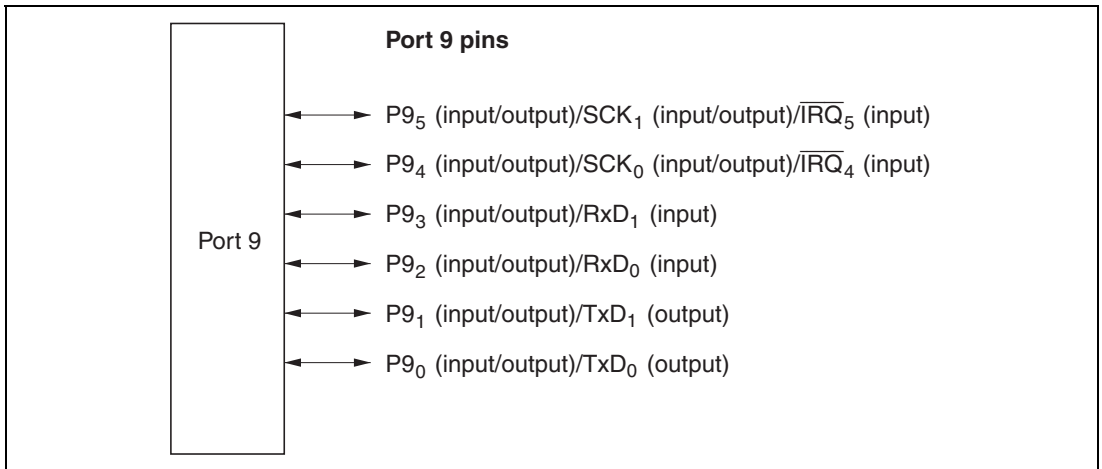 Port 9 pins
P9₅ (input/output)/SCK₁ (input/output)/I̅R̅Q̅₅ (input)
P9₄ (input/output)/SCK₀ (input/output)/I̅R̅Q̅₄ (input)
P9₃ (input/output)/RxD₁ (input)
Port 9
P9₂ (input/output)/RxD₀ (input)
P9₁ (input/output)/TxD₁ (output)
P9₀ (input/output)/TxD₀ (output)